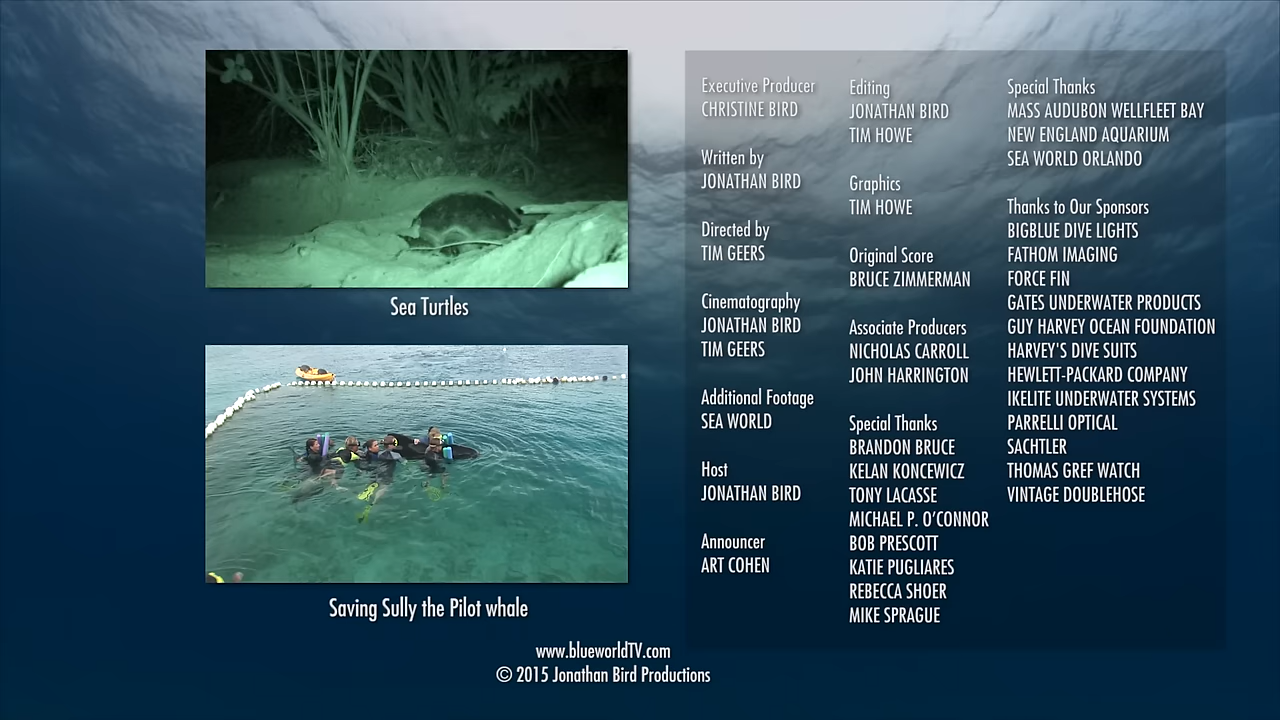 Sea Turtles
Saving Sully the Pilot whale
Executive Producer
CHRISTINE BIRD
Written by
JONATHAN BIRD
Directed by
TIM GEERS
Cinematography
JONATHAN BIRD
TIM GEERS
Additional Footage
SEA WORLD
Host
JONATHAN BIRD
Announcer
ART COHEN
Editing
JONATHAN BIRD
TIM HOWE
Graphics
TIM HOWE
Original Score
BRUCE ZIMMERMAN
Associate Producers
NICHOLAS CARROLL
JOHN HARRINGTON
Special Thanks
BRANDON BRUCE
KELAN KONCEWICZ
TONY LACASSE
MICHAEL P. O’CONNOR
BOB PRESCOTT
KATIE PUGLIARES
REBECCA SHOER
MIKE SPRAGUE
Special Thanks
MASS AUDUBON WELLFLEET BAY
NEW ENGLAND AQUARIUM
SEA WORLD ORLANDO
Thanks to Our Sponsors
BIGBLUE DIVE LIGHTS
FATHOM IMAGING
FORCE FIN
GATES UNDERWATER PRODUCTS
GUY HARVEY OCEAN FOUNDATION
HARVEY'S DIVE SUITS
HEWLETT-PACKARD COMPANY
IKELITE UNDERWATER SYSTEMS
PARRELLI OPTICAL
SACHTLER
THOMAS GREF WATCH
VINTAGE DOUBLEHOSE
www.blueworldTV.com
© 2015 Jonathan Bird Productions